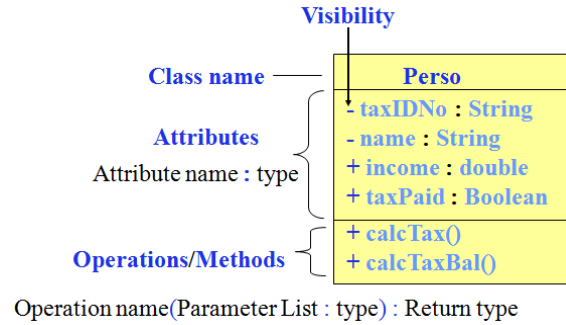 Visibility
Class name
Perso
- taxIDNo : String
Attributes
- name : String
Attribute name : type
+ income : double
+ taxPaid : Boolean
+ calcTax()
Operations/Methods
+ calcTaxBal()
Operation name(Parameter List : type) : Return type